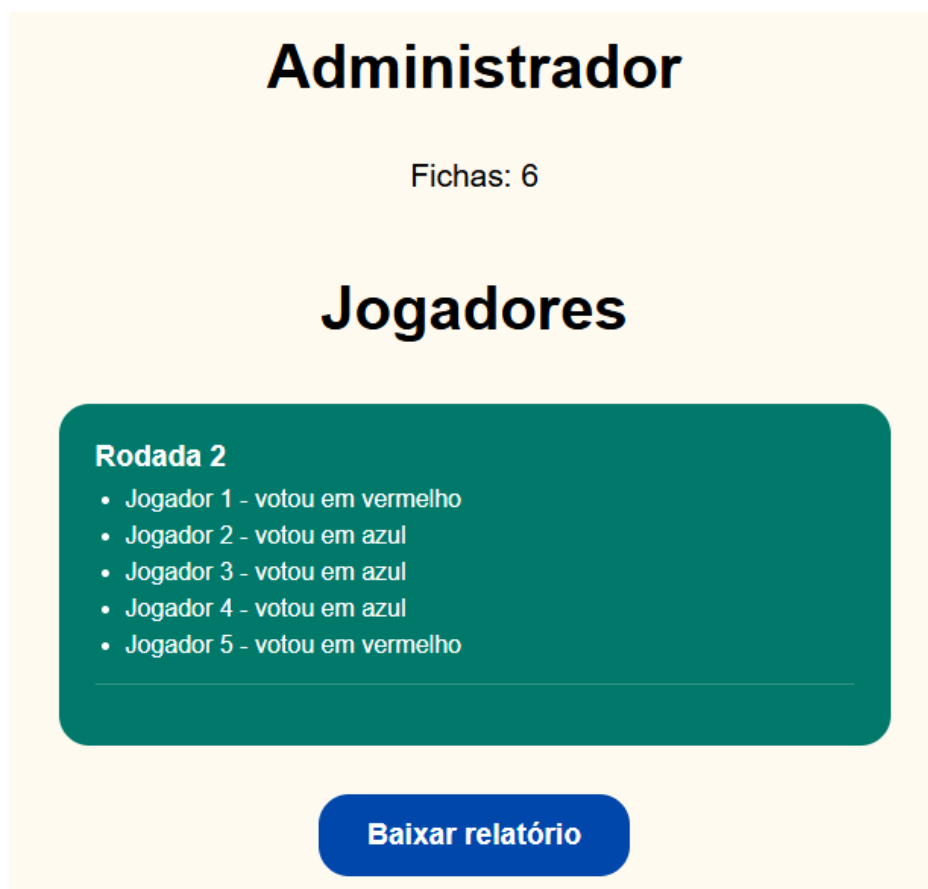 Administrador
Fichas: 6
Jogadores
Rodada 2
Jogador 1 - votou em vermelho
Jogador 2 - votou em azul
Jogador 3 - votou em azul
Jogador 4 - votou em azul
Jogador 5 - votou em vermelho
Baixar relatório